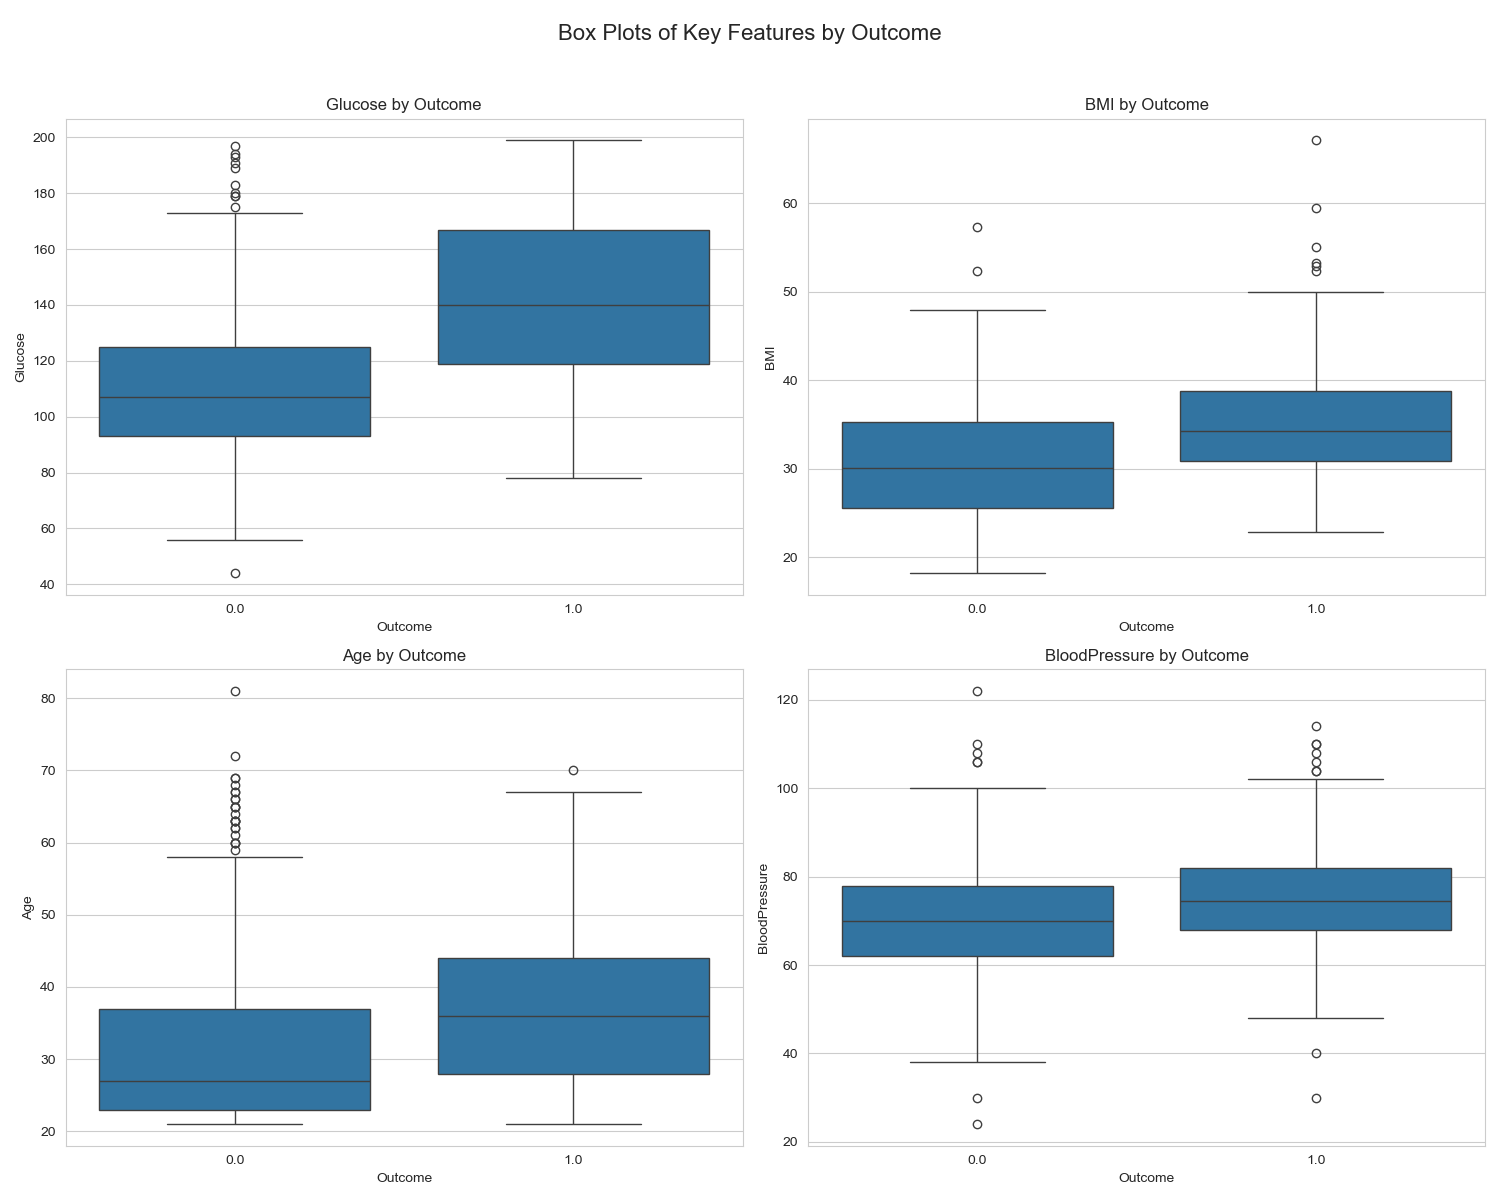 Box Plots of Key Features by Outcome
Glucose by Outcome
200
180
160
140
120
100
80
60
40
Glucose
0.0 1.0
Outcome
BMI by Outcome
60
50
40
30
20
BMI
0.0 1.0
Outcome
Age by Outcome
80
70
60
50
40
30
20
Age
0.0 1.0
Outcome
BloodPressure by Outcome
120
100
80
60
40
20
BloodPressure
0.0 1.0
Outcome